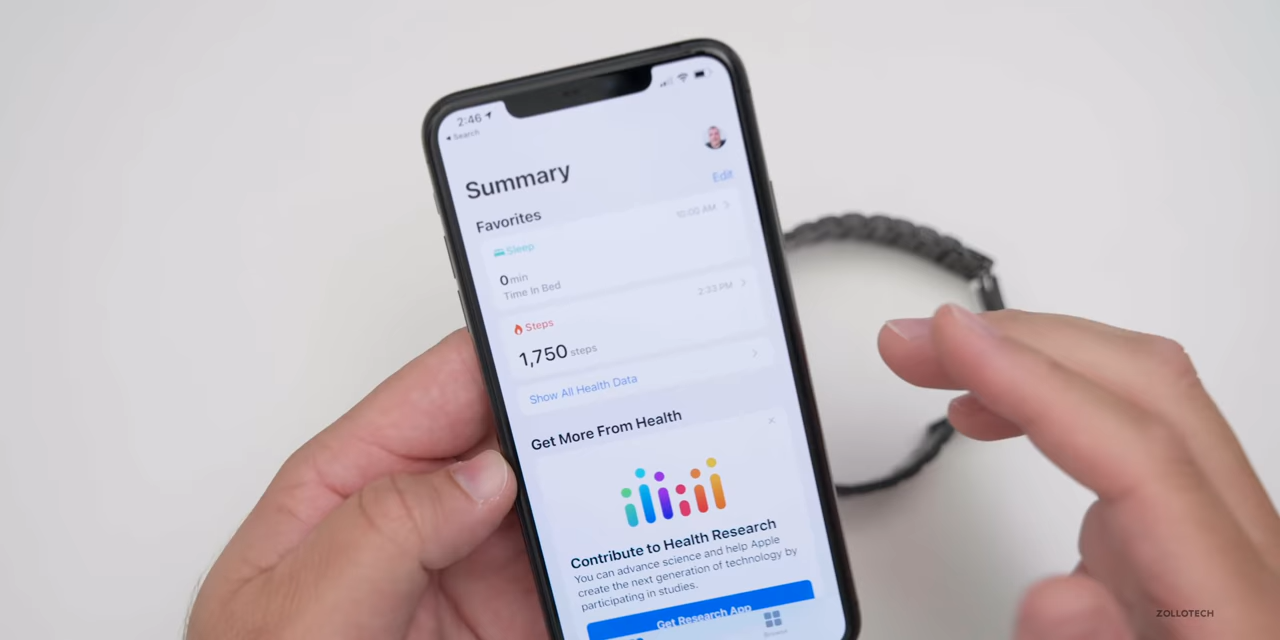 2:46
Search
Summary
Edit
Favorites
Sleep
10:00 AM
0 min
Time In Bed
Steps
2:33 PM
1,750 steps
Show All Health Data
Get More From Health
Contribute to Health Research
You can advance science and help Apple
create the next generation of technology by
participating in studies.
Get Research App
Browse
ZOLLOTECH